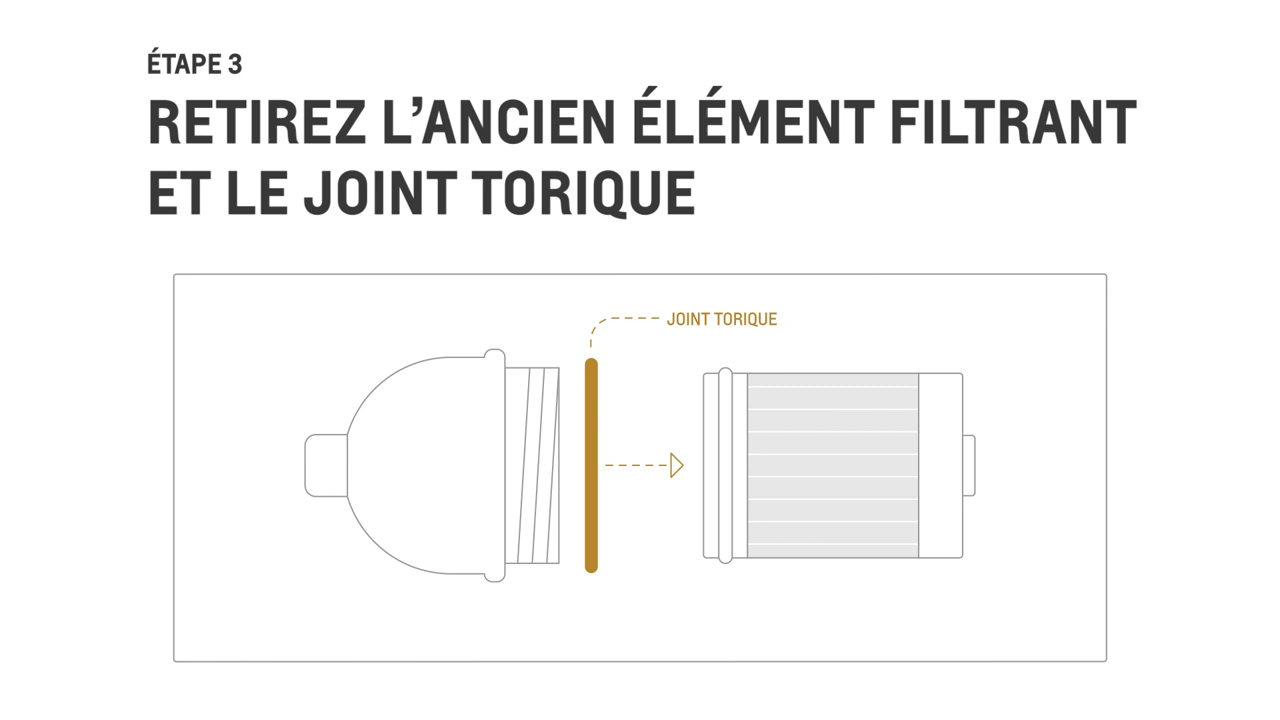 ÉTAPE 3
RETIREZ L’ANCIEN ÉLÉMENT FILTRANT
ET LE JOINT TORIQUE
JOINT TORIQUE